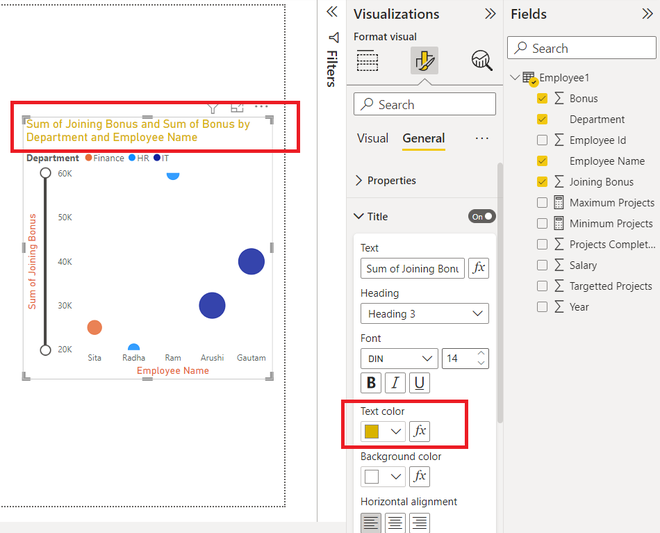 Sum of Joining Bonus and Sum of Bonus by
Department and Employee Name
Department Finance HR IT
60K
50K
40K
30K
20K
Sum of Joining Bonus
Sita Radha Ram Arushi Gautam
Employee Name
Filters
Visualizations
Format visual
Search
Visual General
Properties
Title On
Text
Sum of Joining Bonu fx
Heading
Heading 3
Font
DIN 14
B I U
Text color
fx
Background color
fx
Horizontal alignment
Fields
Search
Employee1
Bonus
Department
Employee Id
Employee Name
Joining Bonus
Maximum Projects
Minimum Projects
Projects Complet...
Salary
Targetted Projects
Year